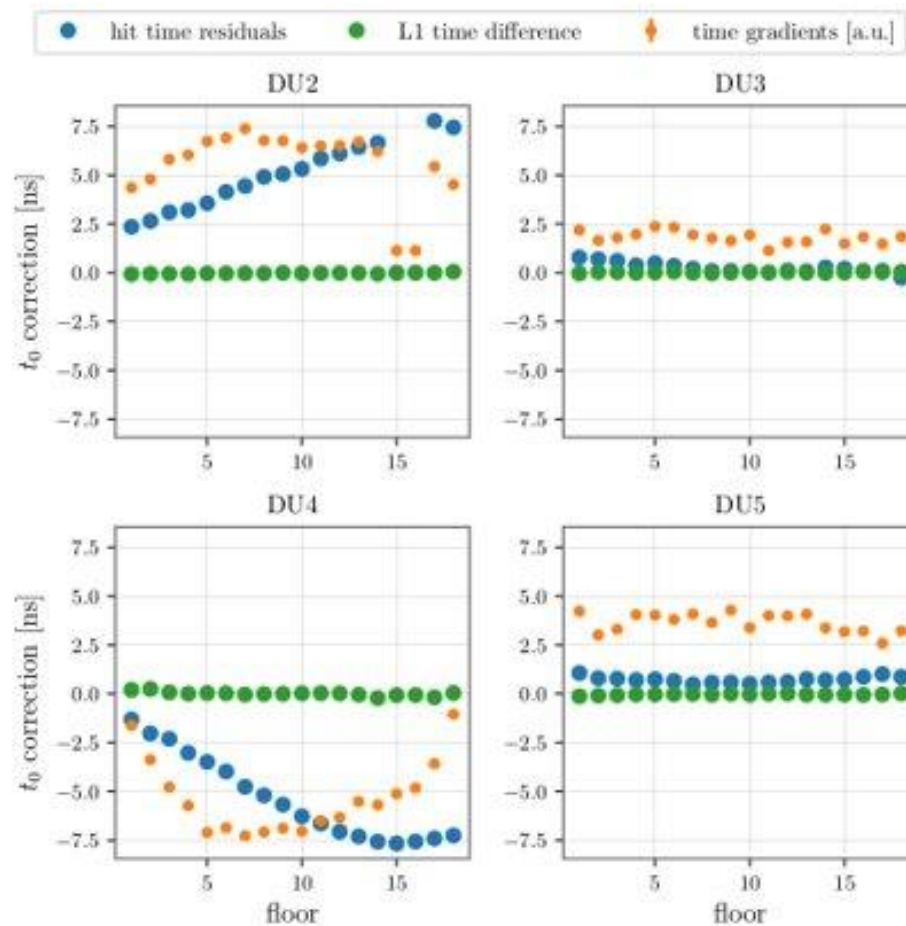 hit time residuals L1 time difference time gradients [a.u.]
DU2 DU3
7.5 7.5
5.0 5.0
2.5 2.5
0.0 0.0
−2.5 −2.5
−5.0 −5.0
−7.5 −7.5
t₀ correction [ns]
5 10 15 5 10 15
DU4 DU5
7.5 7.5
5.0 5.0
2.5 2.5
0.0 0.0
−2.5 −2.5
−5.0 −5.0
−7.5 −7.5
t₀ correction [ns]
5 10 15 5 10 15
floor floor